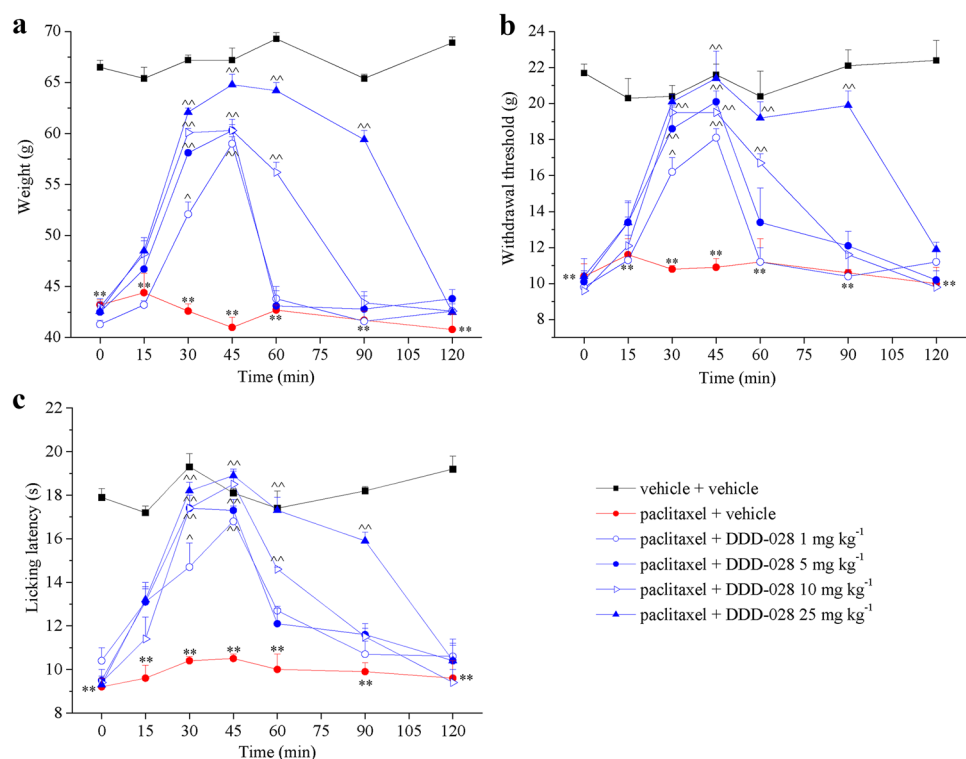 a
70
65
60
55
50
45
40
Weight (g)
0 15 30 45 60 75 90 105 120
Time (min)
** ** ** ** ** ** **
^ ^^ ^^ ^^ ^^ ^^ ^^ ^^ ^^ ^^
b
24
22
20
18
16
14
12
10
8
Withdrawal threshold (g)
0 15 30 45 60 75 90 105 120
Time (min)
** ** ** ** ** ** **
^ ^^ ^^ ^^ ^^ ^^ ^^ ^^ ^^ ^^
c
22
20
18
16
14
12
10
8
Licking latency (s)
0 15 30 45 60 75 90 105 120
Time (min)
** ** ** ** ** ** **
^ ^^ ^^ ^^ ^^ ^^ ^^ ^^ ^^ ^^
vehicle + vehicle
paclitaxel + vehicle
paclitaxel + DDD-028 1 mg kg⁻¹
paclitaxel + DDD-028 5 mg kg⁻¹
paclitaxel + DDD-028 10 mg kg⁻¹
paclitaxel + DDD-028 25 mg kg⁻¹